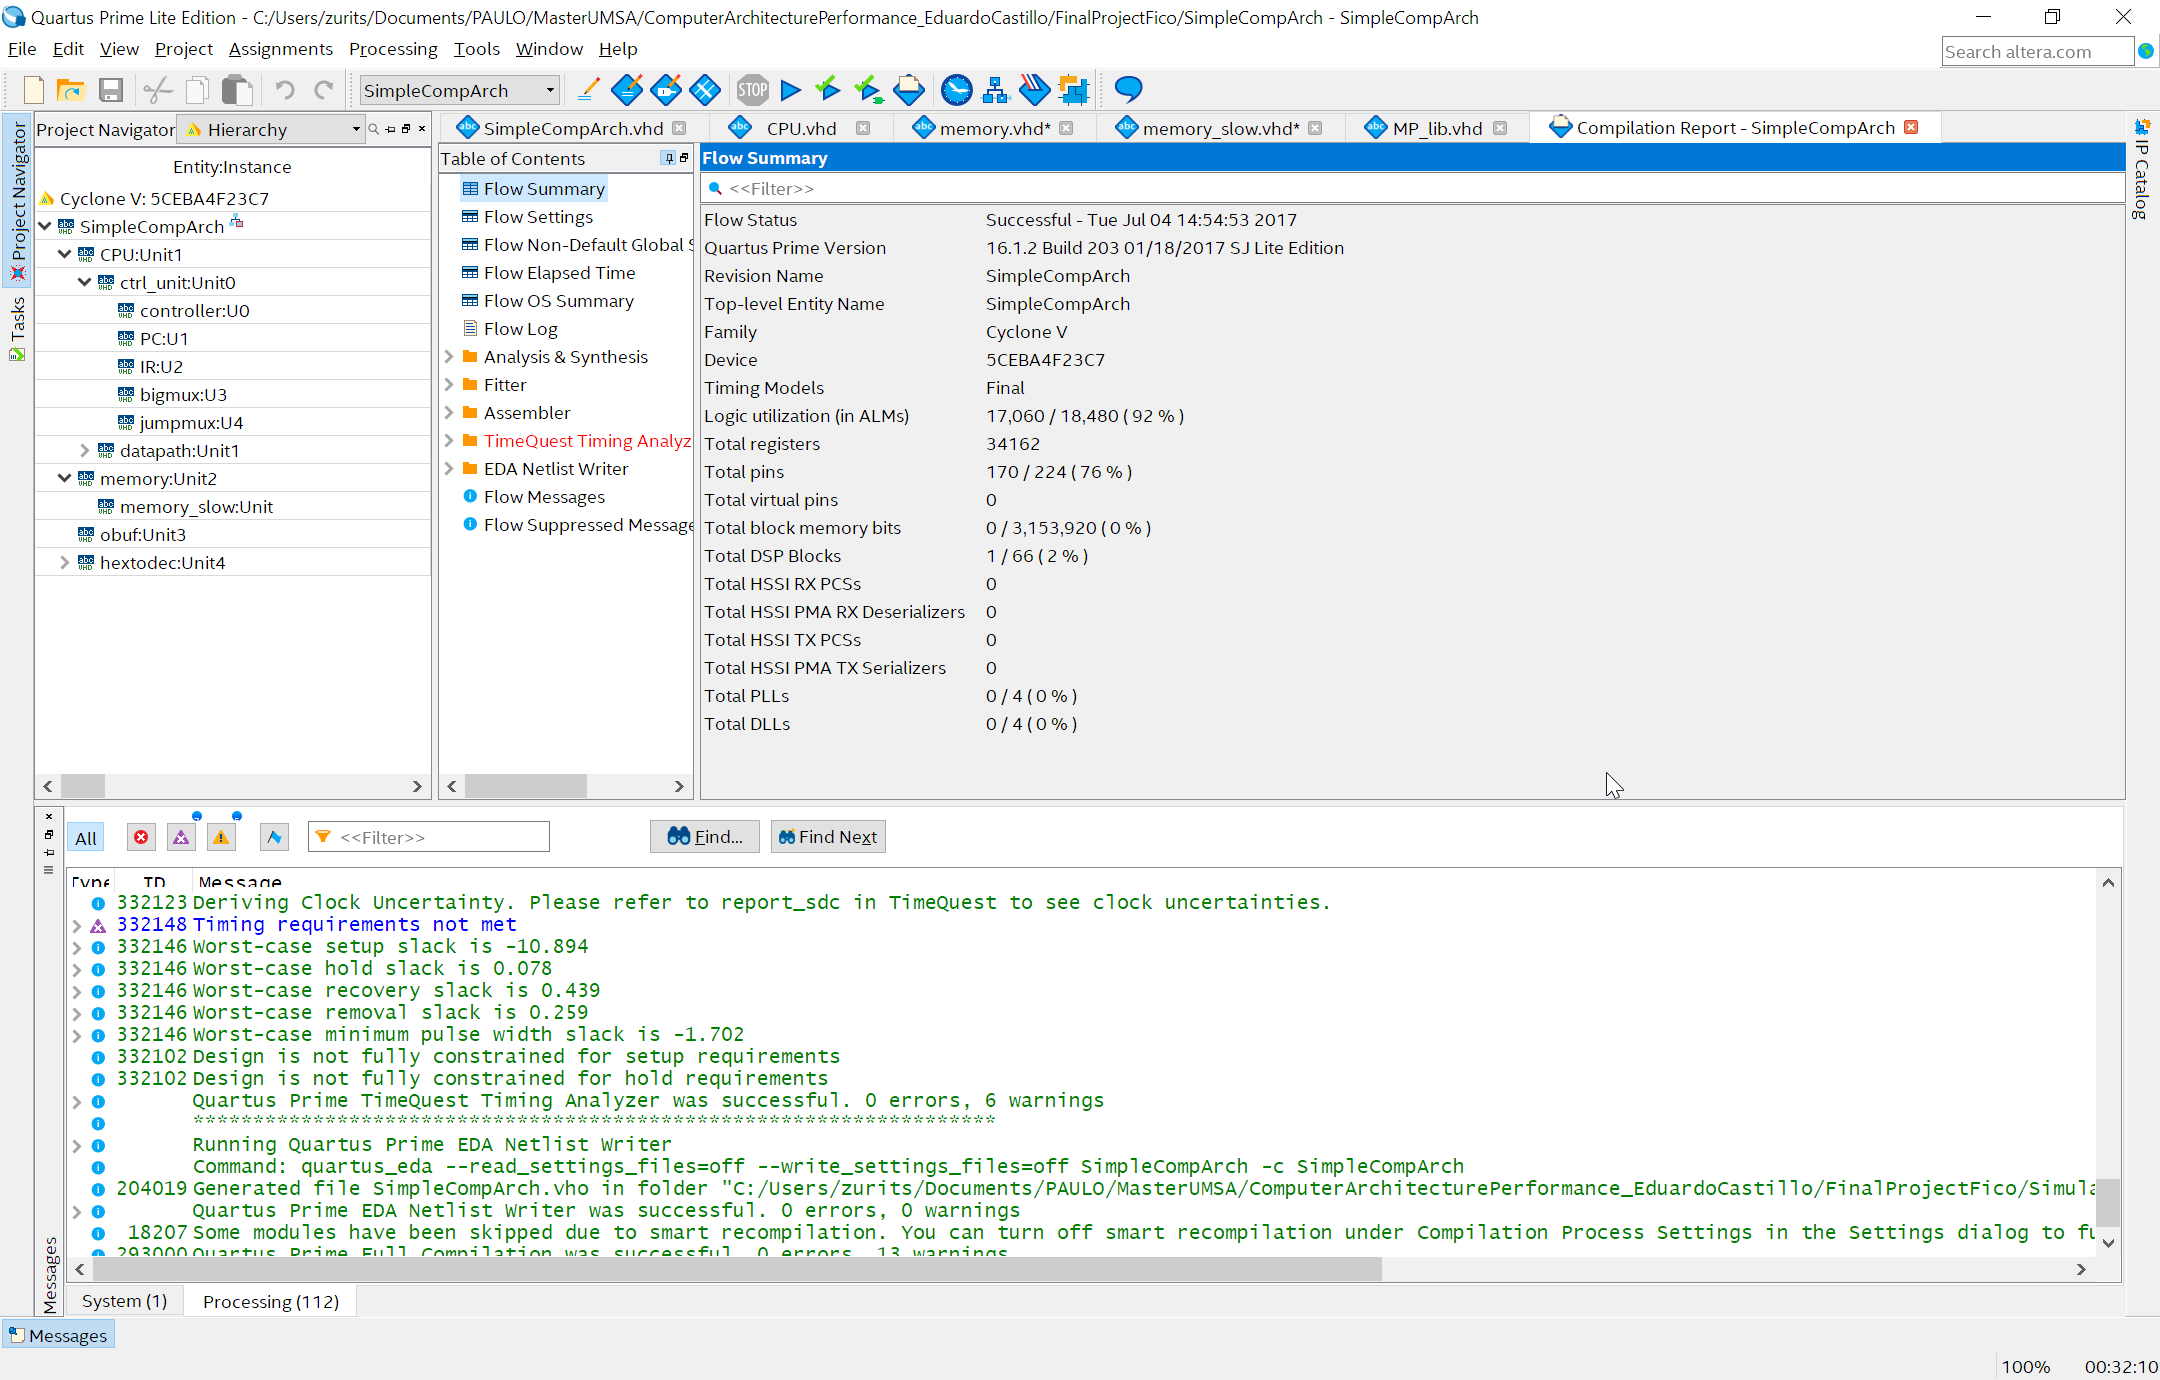 Quartus Prime Lite Edition - C:/Users/zurits/Documents/PAULO/MasterUMSA/ComputerArchitecturePerformance_EduardoCastillo/FinalProjectFico/SimpleCompArch - SimpleCompArch
File Edit View Project Assignments Processing Tools Window Help
Search altera.com
SimpleCompArch
STOP
Project Navigator
Hierarchy
SimpleCompArch.vhd
CPU.vhd
memory.vhd*
memory_slow.vhd*
MP_lib.vhd
Compilation Report - SimpleCompArch
Project Navigator
Tasks
IP Catalog
Entity:Instance
Cyclone V: 5CEBA4F23C7
SimpleCompArch
CPU:Unit1
ctrl_unit:Unit0
controller:U0
PC:U1
IR:U2
bigmux:U3
jumpmux:U4
datapath:Unit1
memory:Unit2
memory_slow:Unit
obuf:Unit3
hextodec:Unit4
Table of Contents
Flow Summary
Flow Settings
Flow Non-Default Global S
Flow Elapsed Time
Flow OS Summary
Flow Log
Analysis & Synthesis
Fitter
Assembler
TimeQuest Timing Analyz
EDA Netlist Writer
Flow Messages
Flow Suppressed Message
Flow Summary
<<Filter>>
Flow Status Successful - Tue Jul 04 14:54:53 2017
Quartus Prime Version 16.1.2 Build 203 01/18/2017 SJ Lite Edition
Revision Name SimpleCompArch
Top-level Entity Name SimpleCompArch
Family Cyclone V
Device 5CEBA4F23C7
Timing Models Final
Logic utilization (in ALMs) 17,060 / 18,480 ( 92 % )
Total registers 34162
Total pins 170 / 224 ( 76 % )
Total virtual pins 0
Total block memory bits 0 / 3,153,920 ( 0 % )
Total DSP Blocks 1 / 66 ( 2 % )
Total HSSI RX PCSs 0
Total HSSI PMA RX Deserializers 0
Total HSSI TX PCSs 0
Total HSSI PMA TX Serializers 0
Total PLLs 0 / 4 ( 0 % )
Total DLLs 0 / 4 ( 0 % )
All
<<Filter>>
Find...
Find Next
Type ID Message
332123 Deriving Clock Uncertainty. Please refer to report_sdc in TimeQuest to see clock uncertainties.
332148 Timing requirements not met
332146 Worst-case setup slack is -10.894
332146 Worst-case hold slack is 0.078
332146 Worst-case recovery slack is 0.439
332146 Worst-case removal slack is 0.259
332146 Worst-case minimum pulse width slack is -1.702
332102 Design is not fully constrained for setup requirements
332102 Design is not fully constrained for hold requirements
Quartus Prime TimeQuest Timing Analyzer was successful. 0 errors, 6 warnings
*******************************************************************
Running Quartus Prime EDA Netlist Writer
Command: quartus_eda --read_settings_files=off --write_settings_files=off SimpleCompArch -c SimpleCompArch
204019 Generated file SimpleCompArch.vho in folder "C:/Users/zurits/Documents/PAULO/MasterUMSA/ComputerArchitecturePerformance_EduardoCastillo/FinalProjectFico/Simula
Quartus Prime EDA Netlist Writer was successful. 0 errors, 0 warnings
18207 Some modules have been skipped due to smart recompilation. You can turn off smart recompilation under Compilation Process Settings in the Settings dialog to fu
293000 Quartus Prime Full Compilation was successful. 0 errors, 13 warnings
Messages
System (1)
Processing (112)
Messages
100% 00:32:10